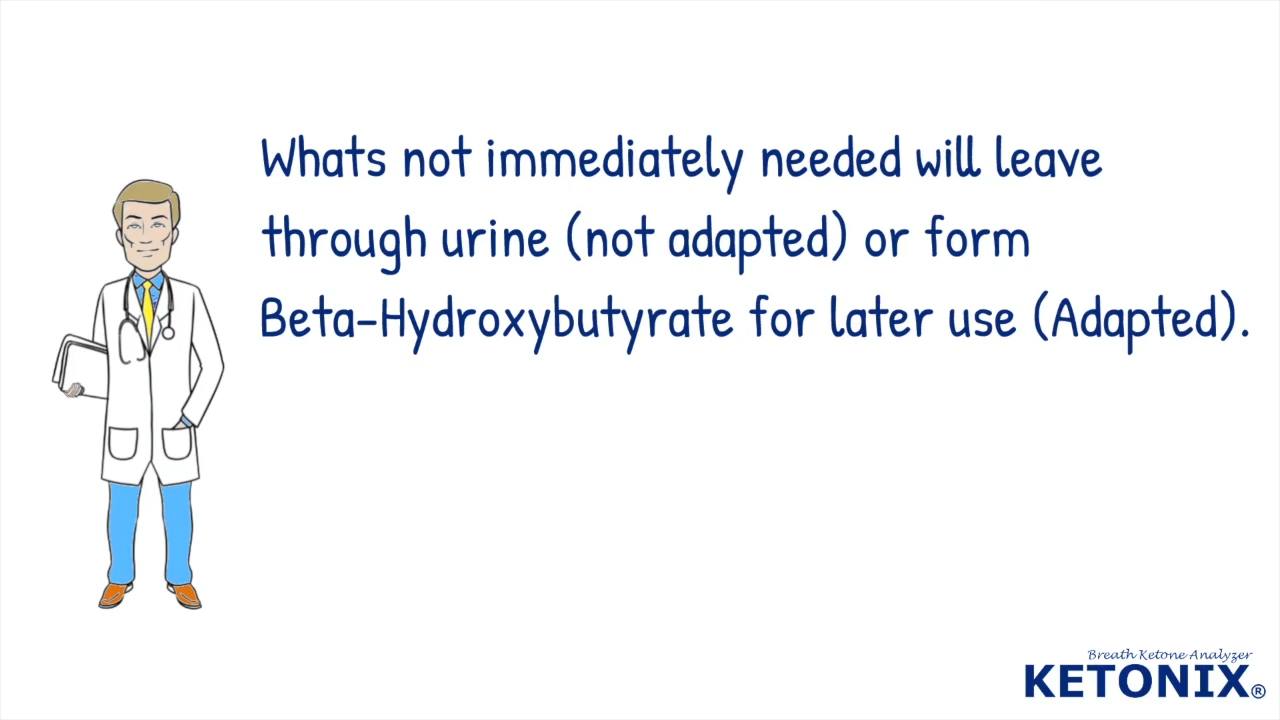 Whats not immediately needed will leave
through urine (not adapted) or form
Beta-Hydroxybutyrate for later use (Adapted).
Breath Ketone Analyzer
KETONIX®